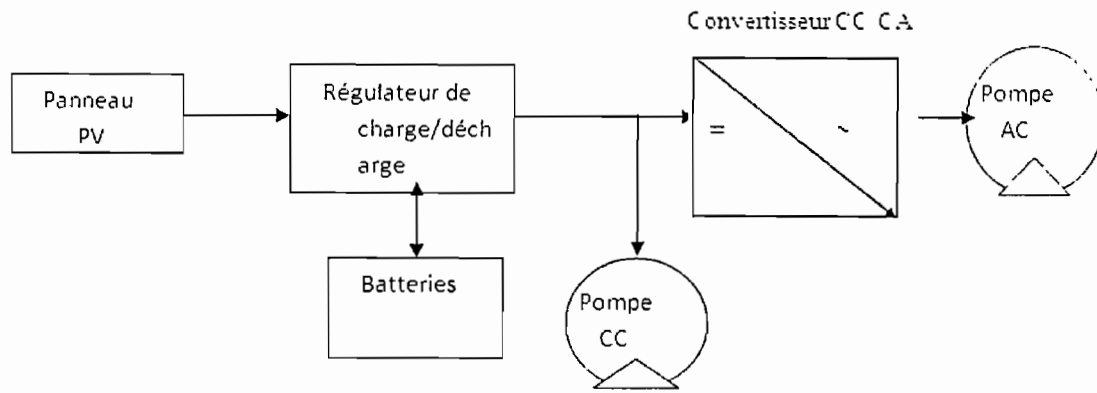 Convertisseur CC CA
Panneau
PV
Régulateur de
charge/déch
arge
=
~
Pompe
AC
Batteries
Pompe
CC